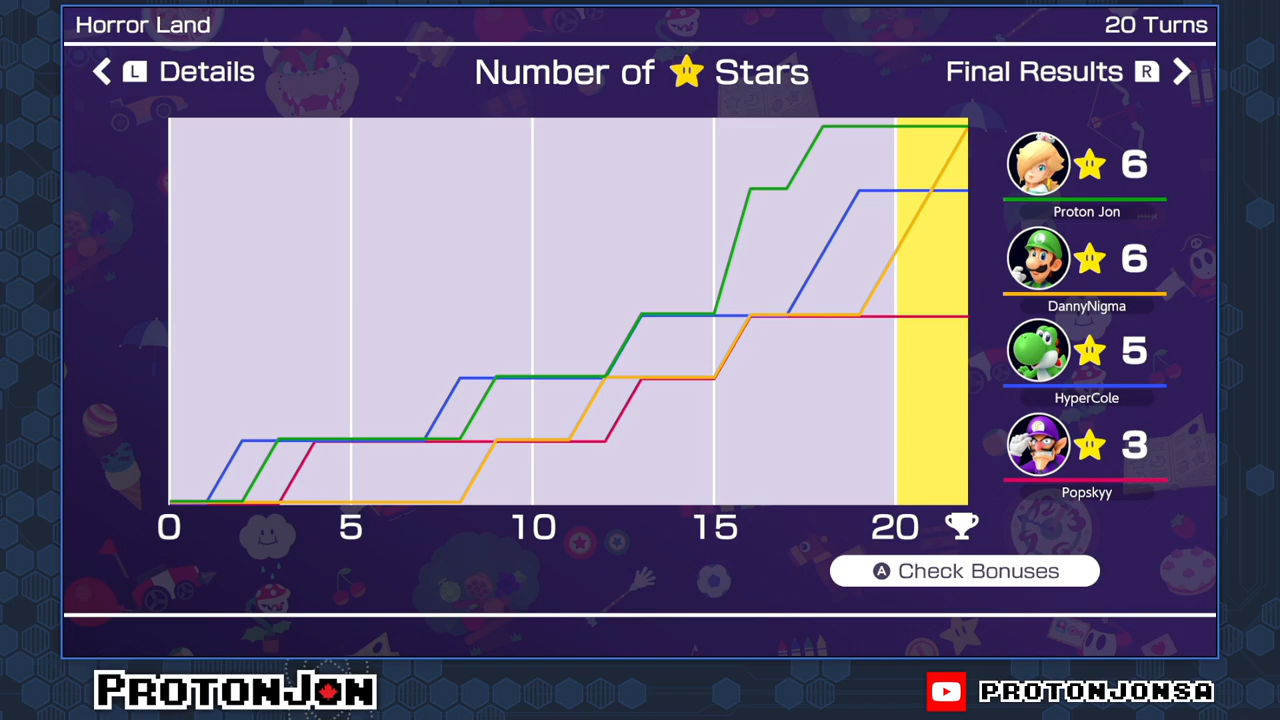 Horror Land
20 Turns
L Details
Number of Stars
Final Results R
6
Proton Jon
6
DannyNigma
5
HyperCole
3
Popskyy
0 5 10 15 20
A Check Bonuses
PROTONJON
PROTONJONSA